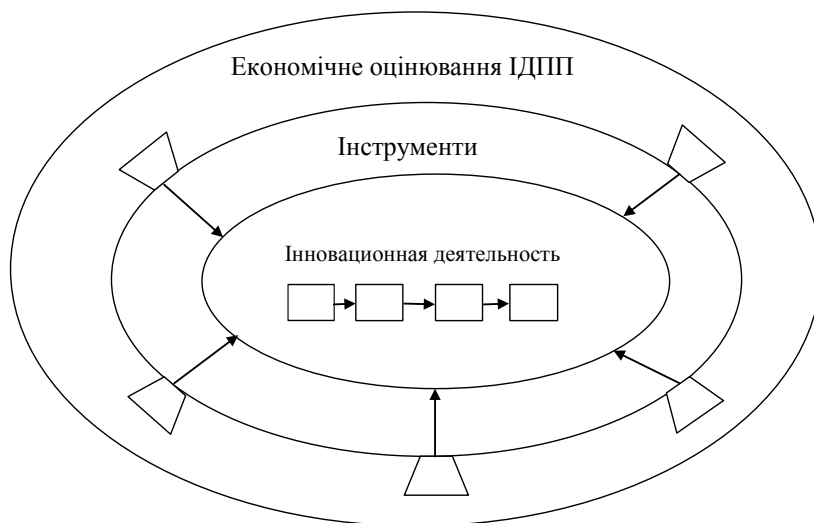 Економічне оцінювання ІДПП
Інструменти
Інновационная деятельность